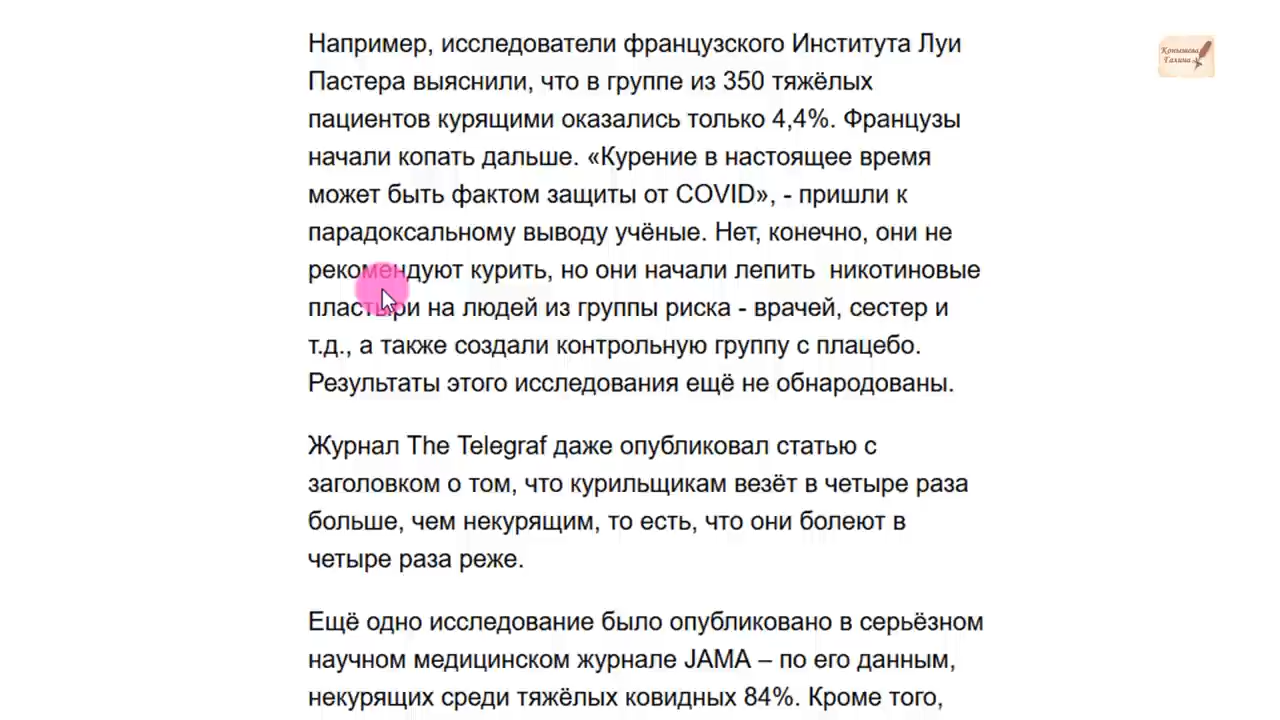 Например, исследователи французского Института Луи
Пастера выяснили, что в группе из 350 тяжёлых
пациентов курящими оказались только 4,4%. Французы
начали копать дальше. «Курение в настоящее время
может быть фактом защиты от COVID», - пришли к
парадоксальному выводу учёные. Нет, конечно, они не
рекомендуют курить, но они начали лепить никотиновые
пластыри на людей из группы риска - врачей, сестер и
т.д., а также создали контрольную группу с плацебо.
Результаты этого исследования ещё не обнародованы.
Журнал The Telegraf даже опубликовал статью с
заголовком о том, что курильщикам везёт в четыре раза
больше, чем некурящим, то есть, что они болеют в
четыре раза реже.
Ещё одно исследование было опубликовано в серьёзном
научном медицинском журнале JAMA – по его данным,
некурящих среди тяжёлых ковидных 84%. Кроме того,
Конышева
Галина